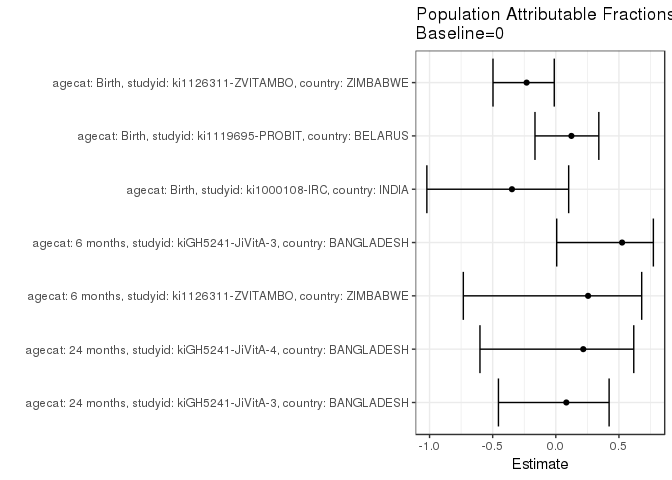 Population Attributable Fractions
Baseline=0
agecat: Birth, studyid: ki1126311-ZVITAMBO, country: ZIMBABWE
agecat: Birth, studyid: ki1119695-PROBIT, country: BELARUS
agecat: Birth, studyid: ki1000108-IRC, country: INDIA
agecat: 6 months, studyid: kiGH5241-JiVitA-3, country: BANGLADESH
agecat: 6 months, studyid: ki1126311-ZVITAMBO, country: ZIMBABWE
agecat: 24 months, studyid: kiGH5241-JiVitA-4, country: BANGLADESH
agecat: 24 months, studyid: kiGH5241-JiVitA-3, country: BANGLADESH
-1.0 -0.5 0.0 0.5
Estimate